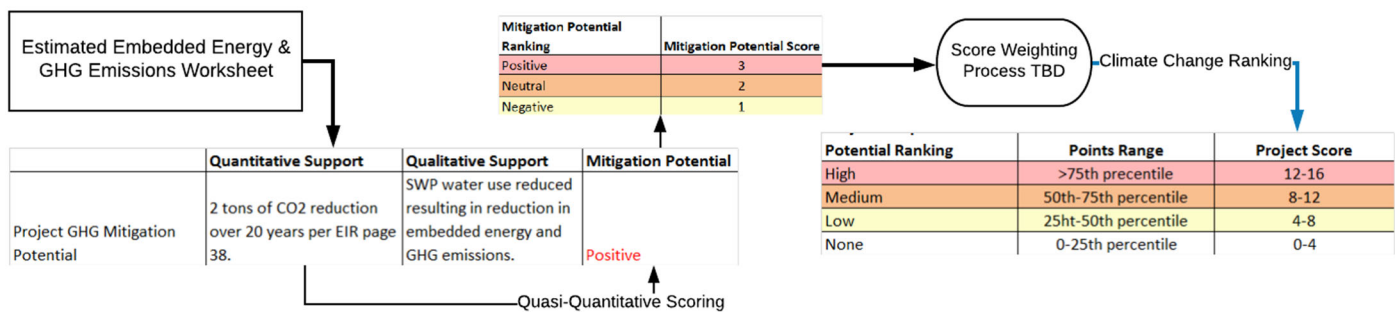 Estimated Embedded Energy &
GHG Emissions Worksheet
Mitigation Potential
Ranking Mitigation Potential Score
Positive 3
Neutral 2
Negative 1
Score Weighting
Process TBD
Climate Change Ranking
Quantitative Support Qualitative Support Mitigation Potential
Project GHG Mitigation
Potential
2 tons of CO2 reduction
over 20 years per EIR page
38.
SWP water use reduced
resulting in reduction in
embedded energy and
GHG emissions.
Positive
Quasi-Quantitative Scoring
Potential Ranking Points Range Project Score
High >75th precentile 12-16
Medium 50th-75th percentile 8-12
Low 25ht-50th percentile 4-8
None 0-25th percentile 0-4